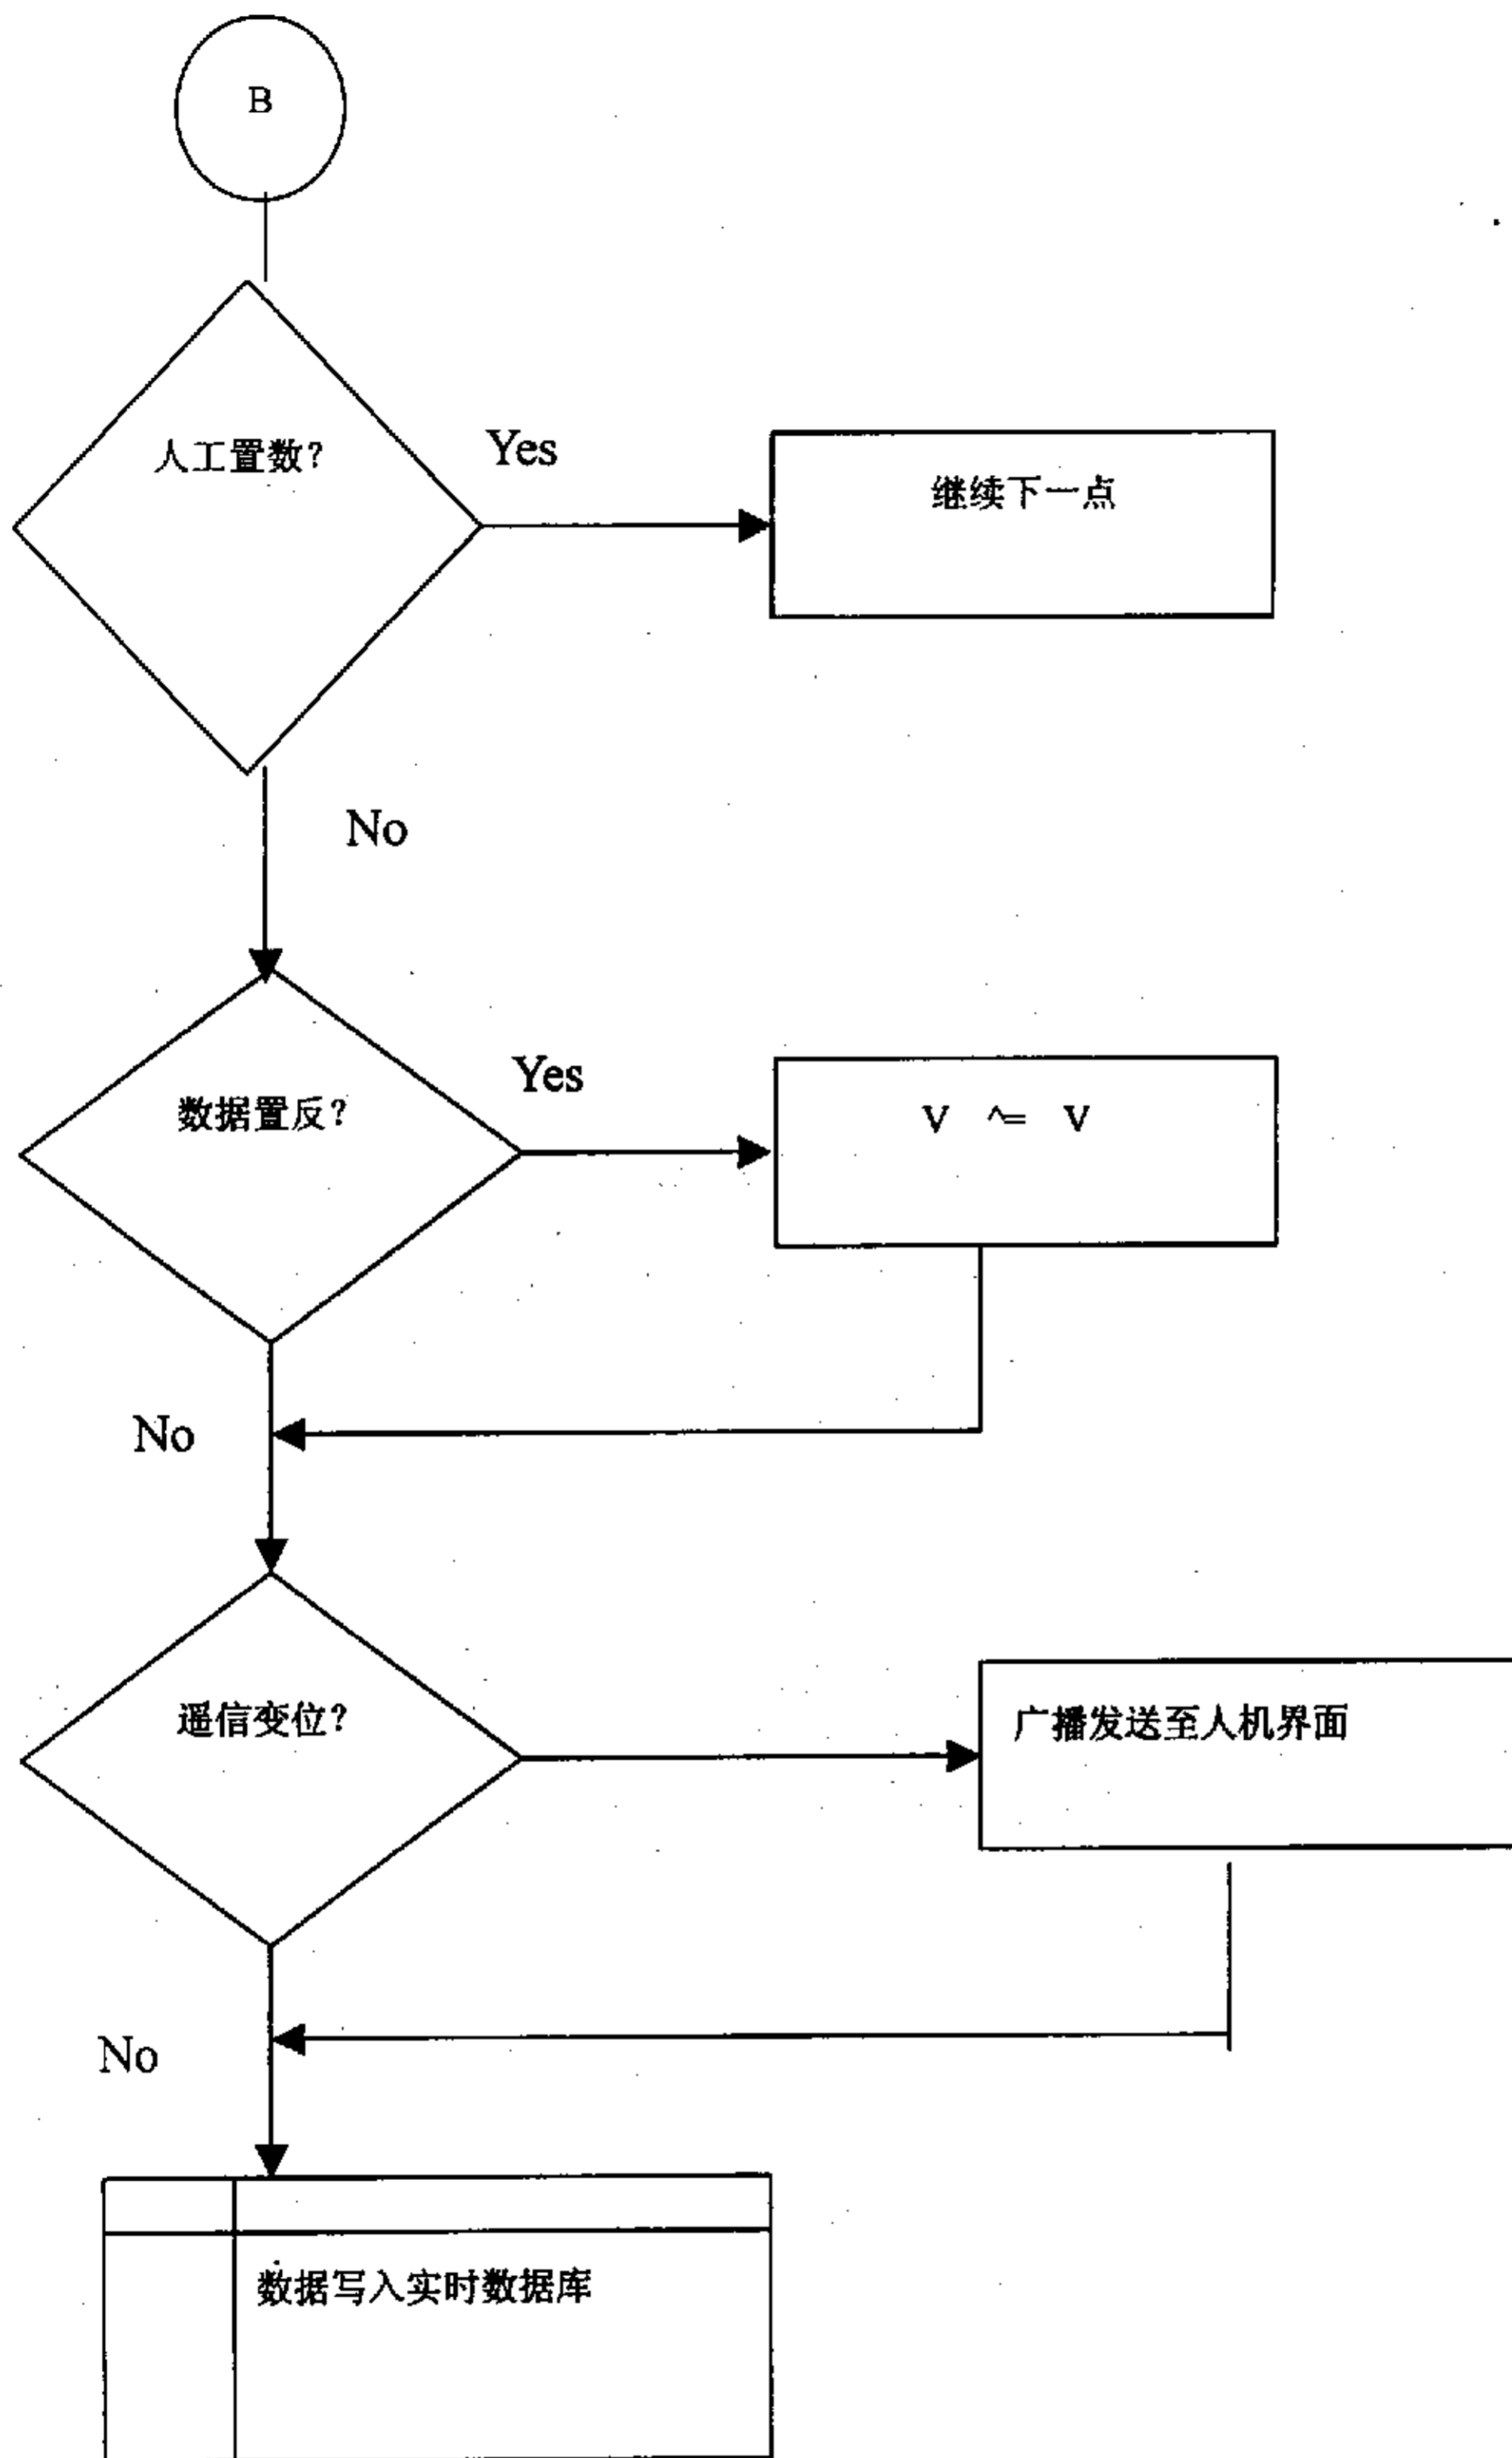 B
人工置数?
Yes
继续下一点
No
数据置反?
Yes
V ^= V
No
遥信变位?
广播发送至人机界面
No
数据写入实时数据库